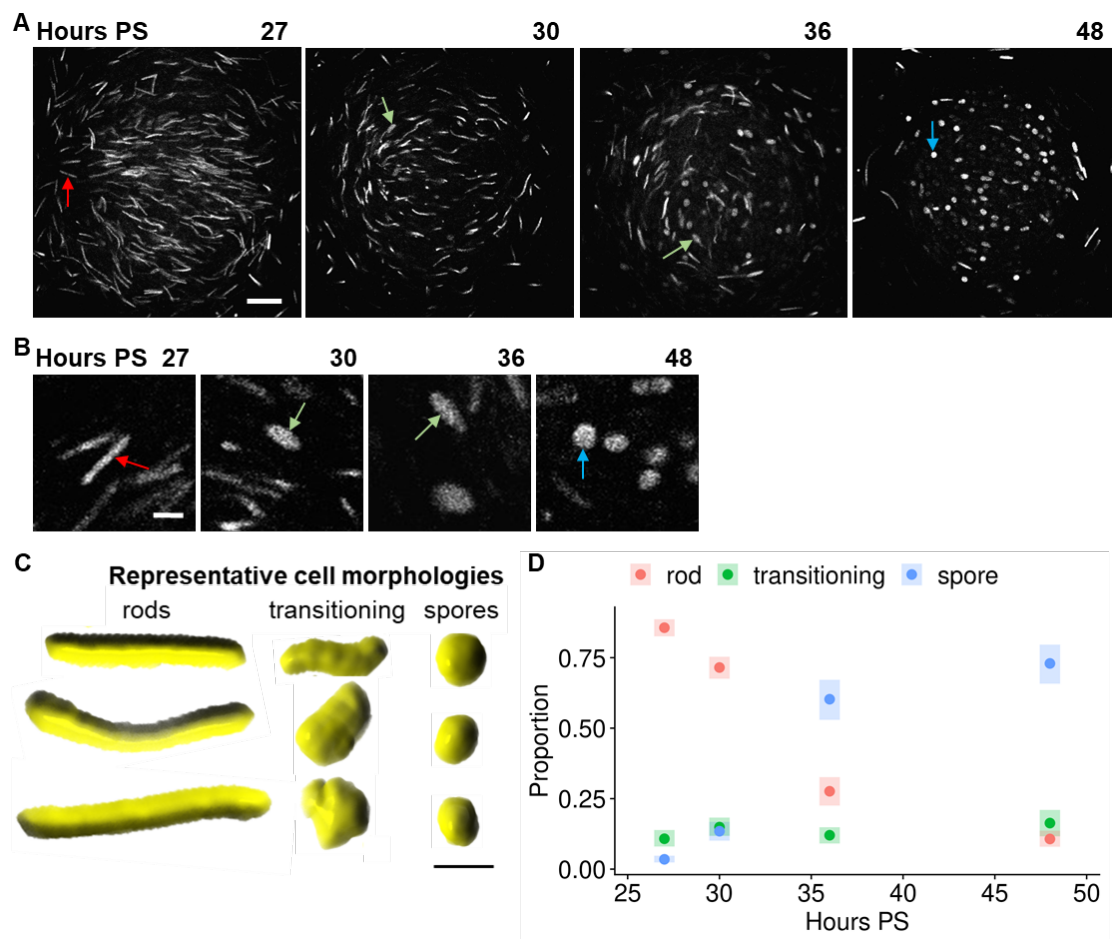 A
Hours PS 27
30
36
48
B
Hours PS 27
30
36
48
C
Representative cell morphologies
rods transitioning spores
D
rod transitioning spore
Proportion
0.75
0.50
0.25
0.00
25 30 35 40 45 50
Hours PS